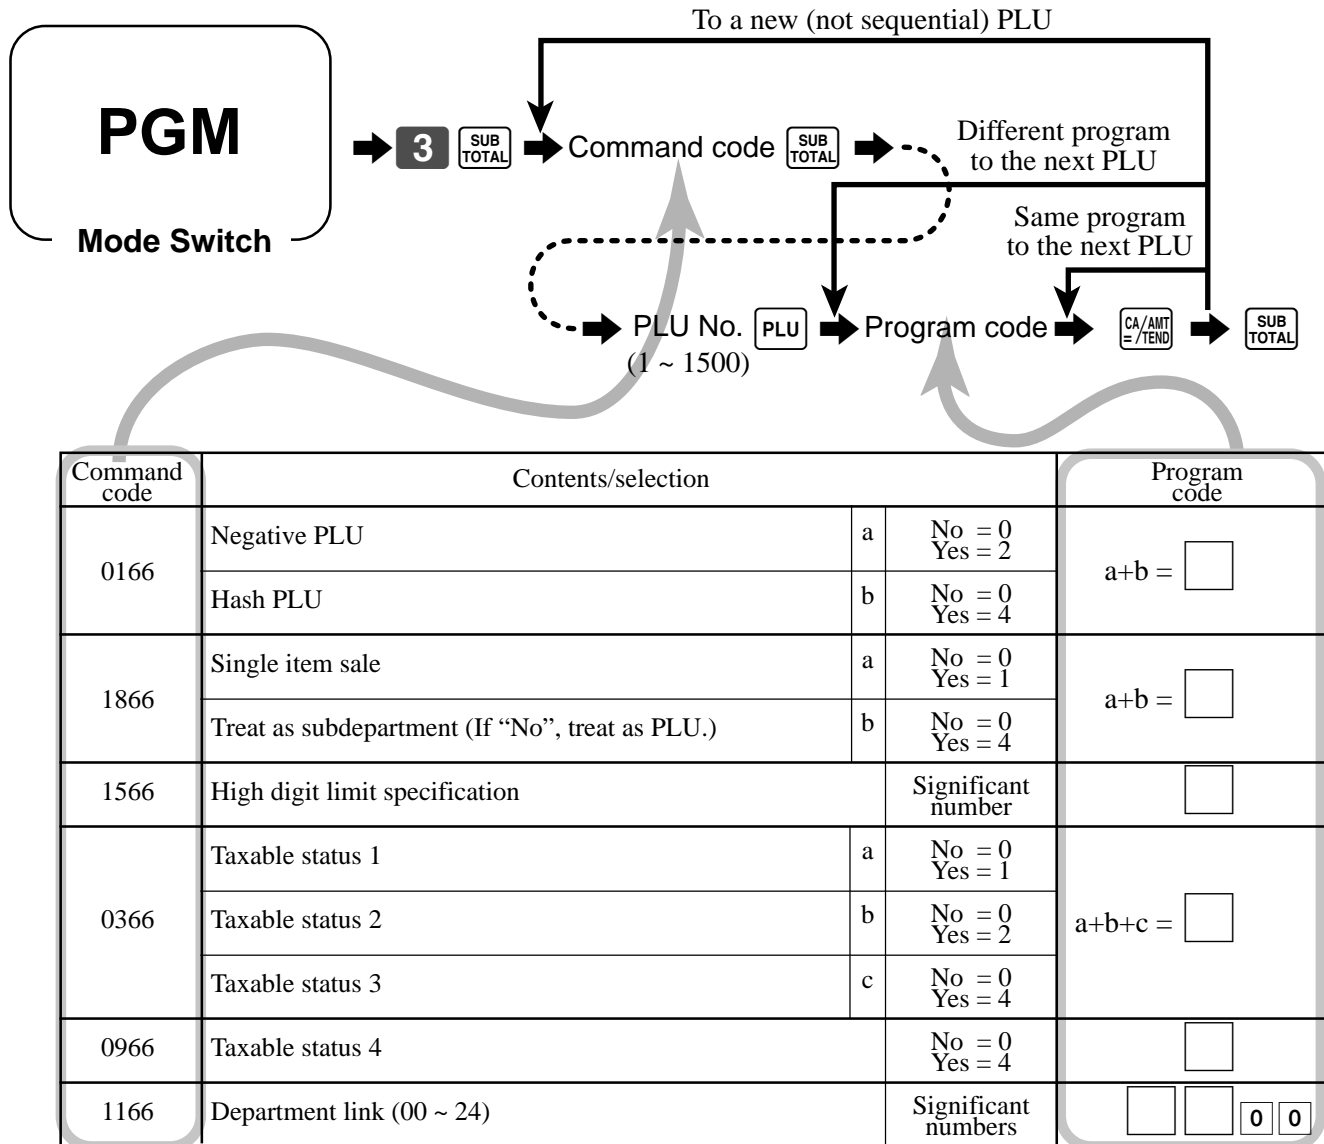 To a new (not sequential) PLU
PGM
Mode Switch
3 SUB TOTAL Command code SUB TOTAL
Different program
to the next PLU
Same program
to the next PLU
PLU No. PLU Program code CA/AMT = /TEND SUB TOTAL
(1 ~ 1500)
Command code Contents/selection Program code
0166 Negative PLU a No = 0 Yes = 2 a+b =
Hash PLU b No = 0 Yes = 4
1866 Single item sale a No = 0 Yes = 1 a+b =
Treat as subdepartment (If “No”, treat as PLU.) b No = 0 Yes = 4
1566 High digit limit specification Significant number
0366 Taxable status 1 a No = 0 Yes = 1 a+b+c =
Taxable status 2 b No = 0 Yes = 2
Taxable status 3 c No = 0 Yes = 4
0966 Taxable status 4 No = 0 Yes = 4
1166 Department link (00 ~ 24) Significant numbers 0 0